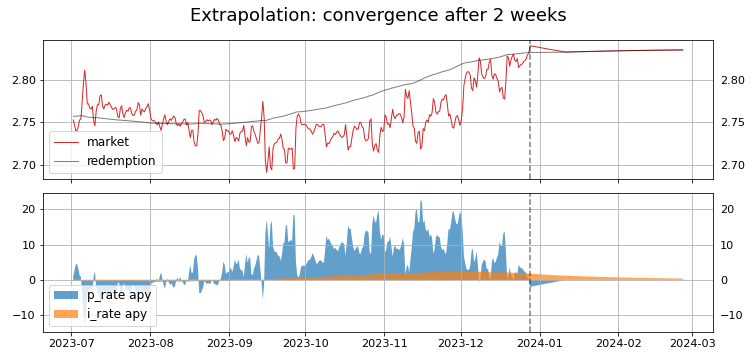 Extrapolation: convergence after 2 weeks
2.80
2.75
2.70
2.80
2.75
2.70
market
redemption
20
10
0
−10
20
10
0
−10
p_rate apy
i_rate apy
2023-07 2023-08 2023-09 2023-10 2023-11 2023-12 2024-01 2024-02 2024-03